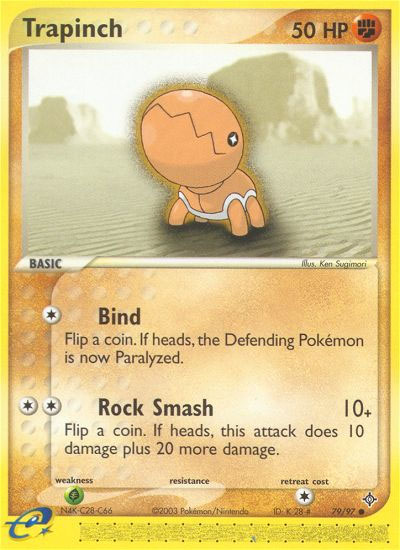 Trapinch 50 HP
BASIC
Illus. Ken Sugimori
Bind
Flip a coin. If heads, the Defending Pokémon
is now Paralyzed.
Rock Smash 10+
Flip a coin. If heads, this attack does 10
damage plus 20 more damage.
weakness resistance retreat cost
N4K-C28-C66 ©2003 Pokémon/Nintendo ID: K-28-# 79/97
e